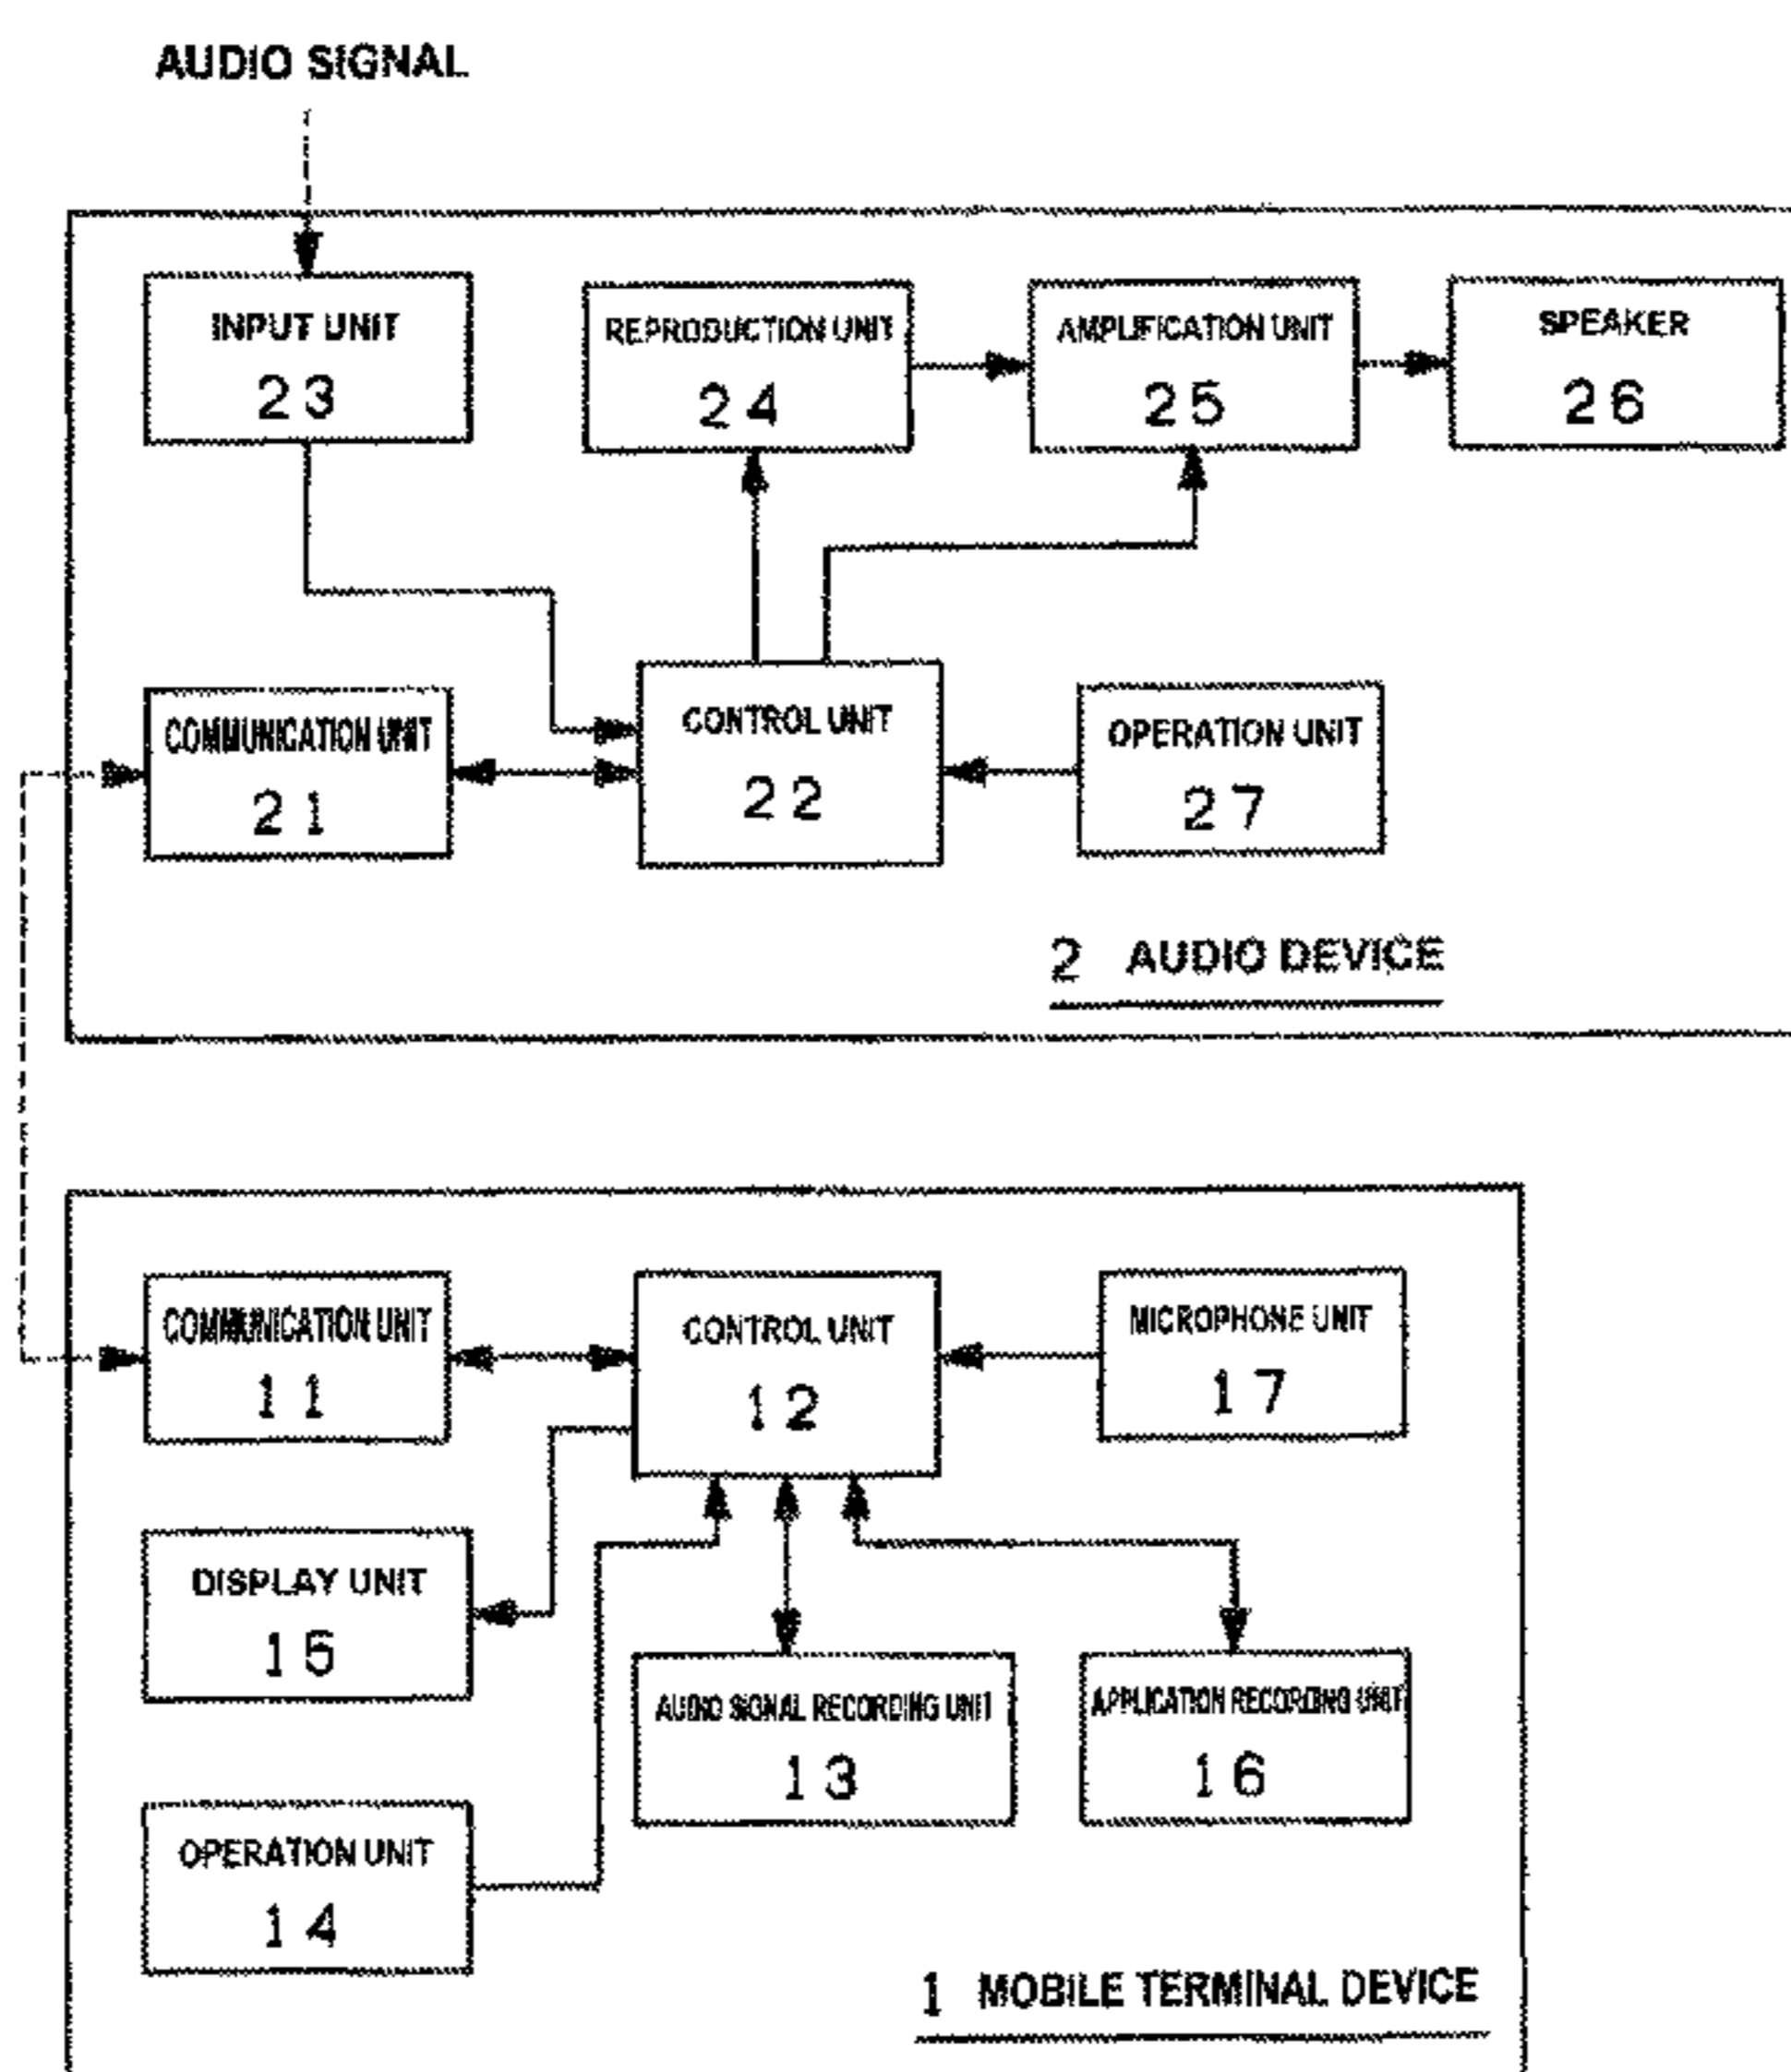 AUDIO SIGNAL
INPUT UNIT
23
REPRODUCTION UNIT
24
AMPLIFICATION UNIT
25
SPEAKER
26
COMMUNICATION UNIT
21
CONTROL UNIT
22
OPERATION UNIT
27
2 AUDIO DEVICE
COMMUNICATION UNIT
11
CONTROL UNIT
12
MICROPHONE UNIT
17
DISPLAY UNIT
15
AUDIO SIGNAL RECORDING UNIT
13
APPLICATION RECORDING UNIT
16
OPERATION UNIT
14
1 MOBILE TERMINAL DEVICE